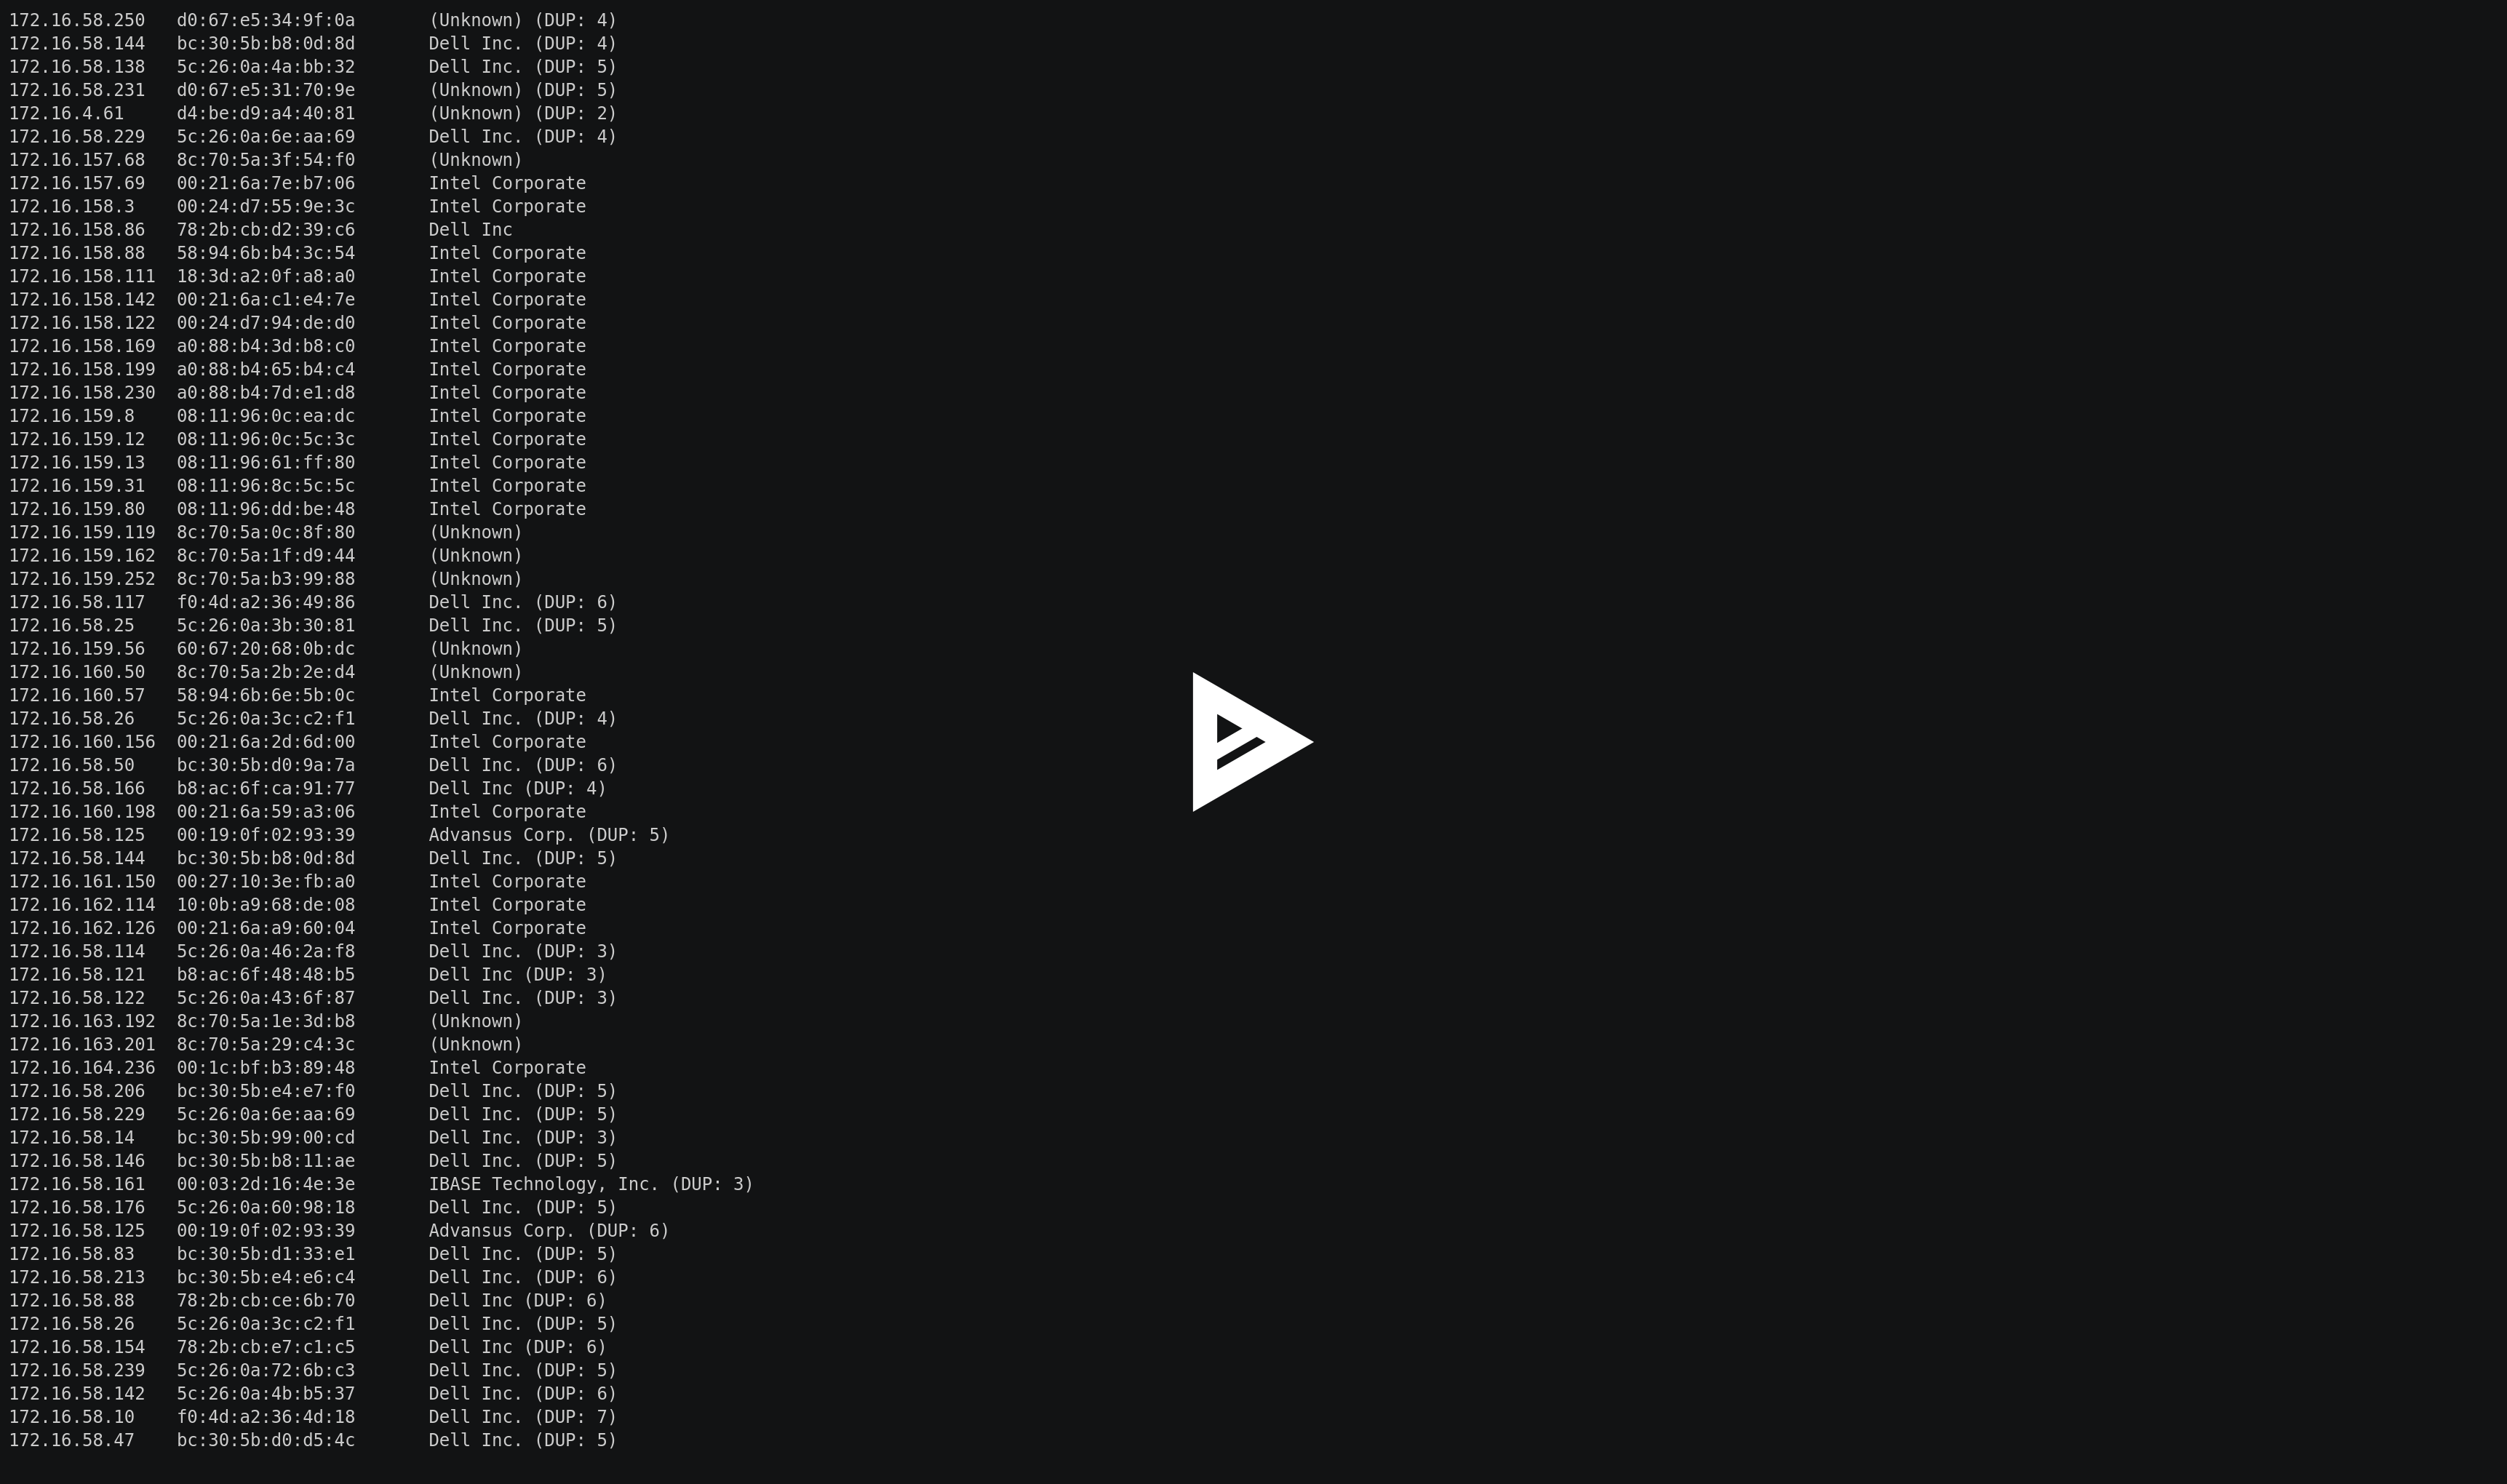 172.16.58.250   d0:67:e5:34:9f:0a       (Unknown) (DUP: 4)
172.16.58.144   bc:30:5b:b8:0d:8d       Dell Inc. (DUP: 4)
172.16.58.138   5c:26:0a:4a:bb:32       Dell Inc. (DUP: 5)
172.16.58.231   d0:67:e5:31:70:9e       (Unknown) (DUP: 5)
172.16.4.61     d4:be:d9:a4:40:81       (Unknown) (DUP: 2)
172.16.58.229   5c:26:0a:6e:aa:69       Dell Inc. (DUP: 4)
172.16.157.68   8c:70:5a:3f:54:f0       (Unknown)
172.16.157.69   00:21:6a:7e:b7:06       Intel Corporate
172.16.158.3    00:24:d7:55:9e:3c       Intel Corporate
172.16.158.86   78:2b:cb:d2:39:c6       Dell Inc
172.16.158.88   58:94:6b:b4:3c:54       Intel Corporate
172.16.158.111  18:3d:a2:0f:a8:a0       Intel Corporate
172.16.158.142  00:21:6a:c1:e4:7e       Intel Corporate
172.16.158.122  00:24:d7:94:de:d0       Intel Corporate
172.16.158.169  a0:88:b4:3d:b8:c0       Intel Corporate
172.16.158.199  a0:88:b4:65:b4:c4       Intel Corporate
172.16.158.230  a0:88:b4:7d:e1:d8       Intel Corporate
172.16.159.8    08:11:96:0c:ea:dc       Intel Corporate
172.16.159.12   08:11:96:0c:5c:3c       Intel Corporate
172.16.159.13   08:11:96:61:ff:80       Intel Corporate
172.16.159.31   08:11:96:8c:5c:5c       Intel Corporate
172.16.159.80   08:11:96:dd:be:48       Intel Corporate
172.16.159.119  8c:70:5a:0c:8f:80       (Unknown)
172.16.159.162  8c:70:5a:1f:d9:44       (Unknown)
172.16.159.252  8c:70:5a:b3:99:88       (Unknown)
172.16.58.117   f0:4d:a2:36:49:86       Dell Inc. (DUP: 6)
172.16.58.25    5c:26:0a:3b:30:81       Dell Inc. (DUP: 5)
172.16.159.56   60:67:20:68:0b:dc       (Unknown)
172.16.160.50   8c:70:5a:2b:2e:d4       (Unknown)
172.16.160.57   58:94:6b:6e:5b:0c       Intel Corporate
172.16.58.26    5c:26:0a:3c:c2:f1       Dell Inc. (DUP: 4)
172.16.160.156  00:21:6a:2d:6d:00       Intel Corporate
172.16.58.50    bc:30:5b:d0:9a:7a       Dell Inc. (DUP: 6)
172.16.58.166   b8:ac:6f:ca:91:77       Dell Inc (DUP: 4)
172.16.160.198  00:21:6a:59:a3:06       Intel Corporate
172.16.58.125   00:19:0f:02:93:39       Advansus Corp. (DUP: 5)
172.16.58.144   bc:30:5b:b8:0d:8d       Dell Inc. (DUP: 5)
172.16.161.150  00:27:10:3e:fb:a0       Intel Corporate
172.16.162.114  10:0b:a9:68:de:08       Intel Corporate
172.16.162.126  00:21:6a:a9:60:04       Intel Corporate
172.16.58.114   5c:26:0a:46:2a:f8       Dell Inc. (DUP: 3)
172.16.58.121   b8:ac:6f:48:48:b5       Dell Inc (DUP: 3)
172.16.58.122   5c:26:0a:43:6f:87       Dell Inc. (DUP: 3)
172.16.163.192  8c:70:5a:1e:3d:b8       (Unknown)
172.16.163.201  8c:70:5a:29:c4:3c       (Unknown)
172.16.164.236  00:1c:bf:b3:89:48       Intel Corporate
172.16.58.206   bc:30:5b:e4:e7:f0       Dell Inc. (DUP: 5)
172.16.58.229   5c:26:0a:6e:aa:69       Dell Inc. (DUP: 5)
172.16.58.14    bc:30:5b:99:00:cd       Dell Inc. (DUP: 3)
172.16.58.146   bc:30:5b:b8:11:ae       Dell Inc. (DUP: 5)
172.16.58.161   00:03:2d:16:4e:3e       IBASE Technology, Inc. (DUP: 3)
172.16.58.176   5c:26:0a:60:98:18       Dell Inc. (DUP: 5)
172.16.58.125   00:19:0f:02:93:39       Advansus Corp. (DUP: 6)
172.16.58.83    bc:30:5b:d1:33:e1       Dell Inc. (DUP: 5)
172.16.58.213   bc:30:5b:e4:e6:c4       Dell Inc. (DUP: 6)
172.16.58.88    78:2b:cb:ce:6b:70       Dell Inc (DUP: 6)
172.16.58.26    5c:26:0a:3c:c2:f1       Dell Inc. (DUP: 5)
172.16.58.154   78:2b:cb:e7:c1:c5       Dell Inc (DUP: 6)
172.16.58.239   5c:26:0a:72:6b:c3       Dell Inc. (DUP: 5)
172.16.58.142   5c:26:0a:4b:b5:37       Dell Inc. (DUP: 6)
172.16.58.10    f0:4d:a2:36:4d:18       Dell Inc. (DUP: 7)
172.16.58.47    bc:30:5b:d0:d5:4c       Dell Inc. (DUP: 5)